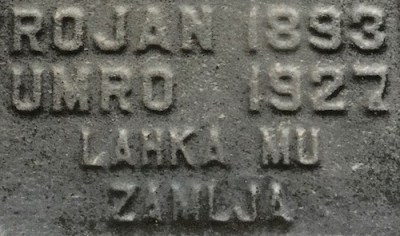 ROJAN 1893
UMRO 1927
LAHKA MU
ZAMLJA